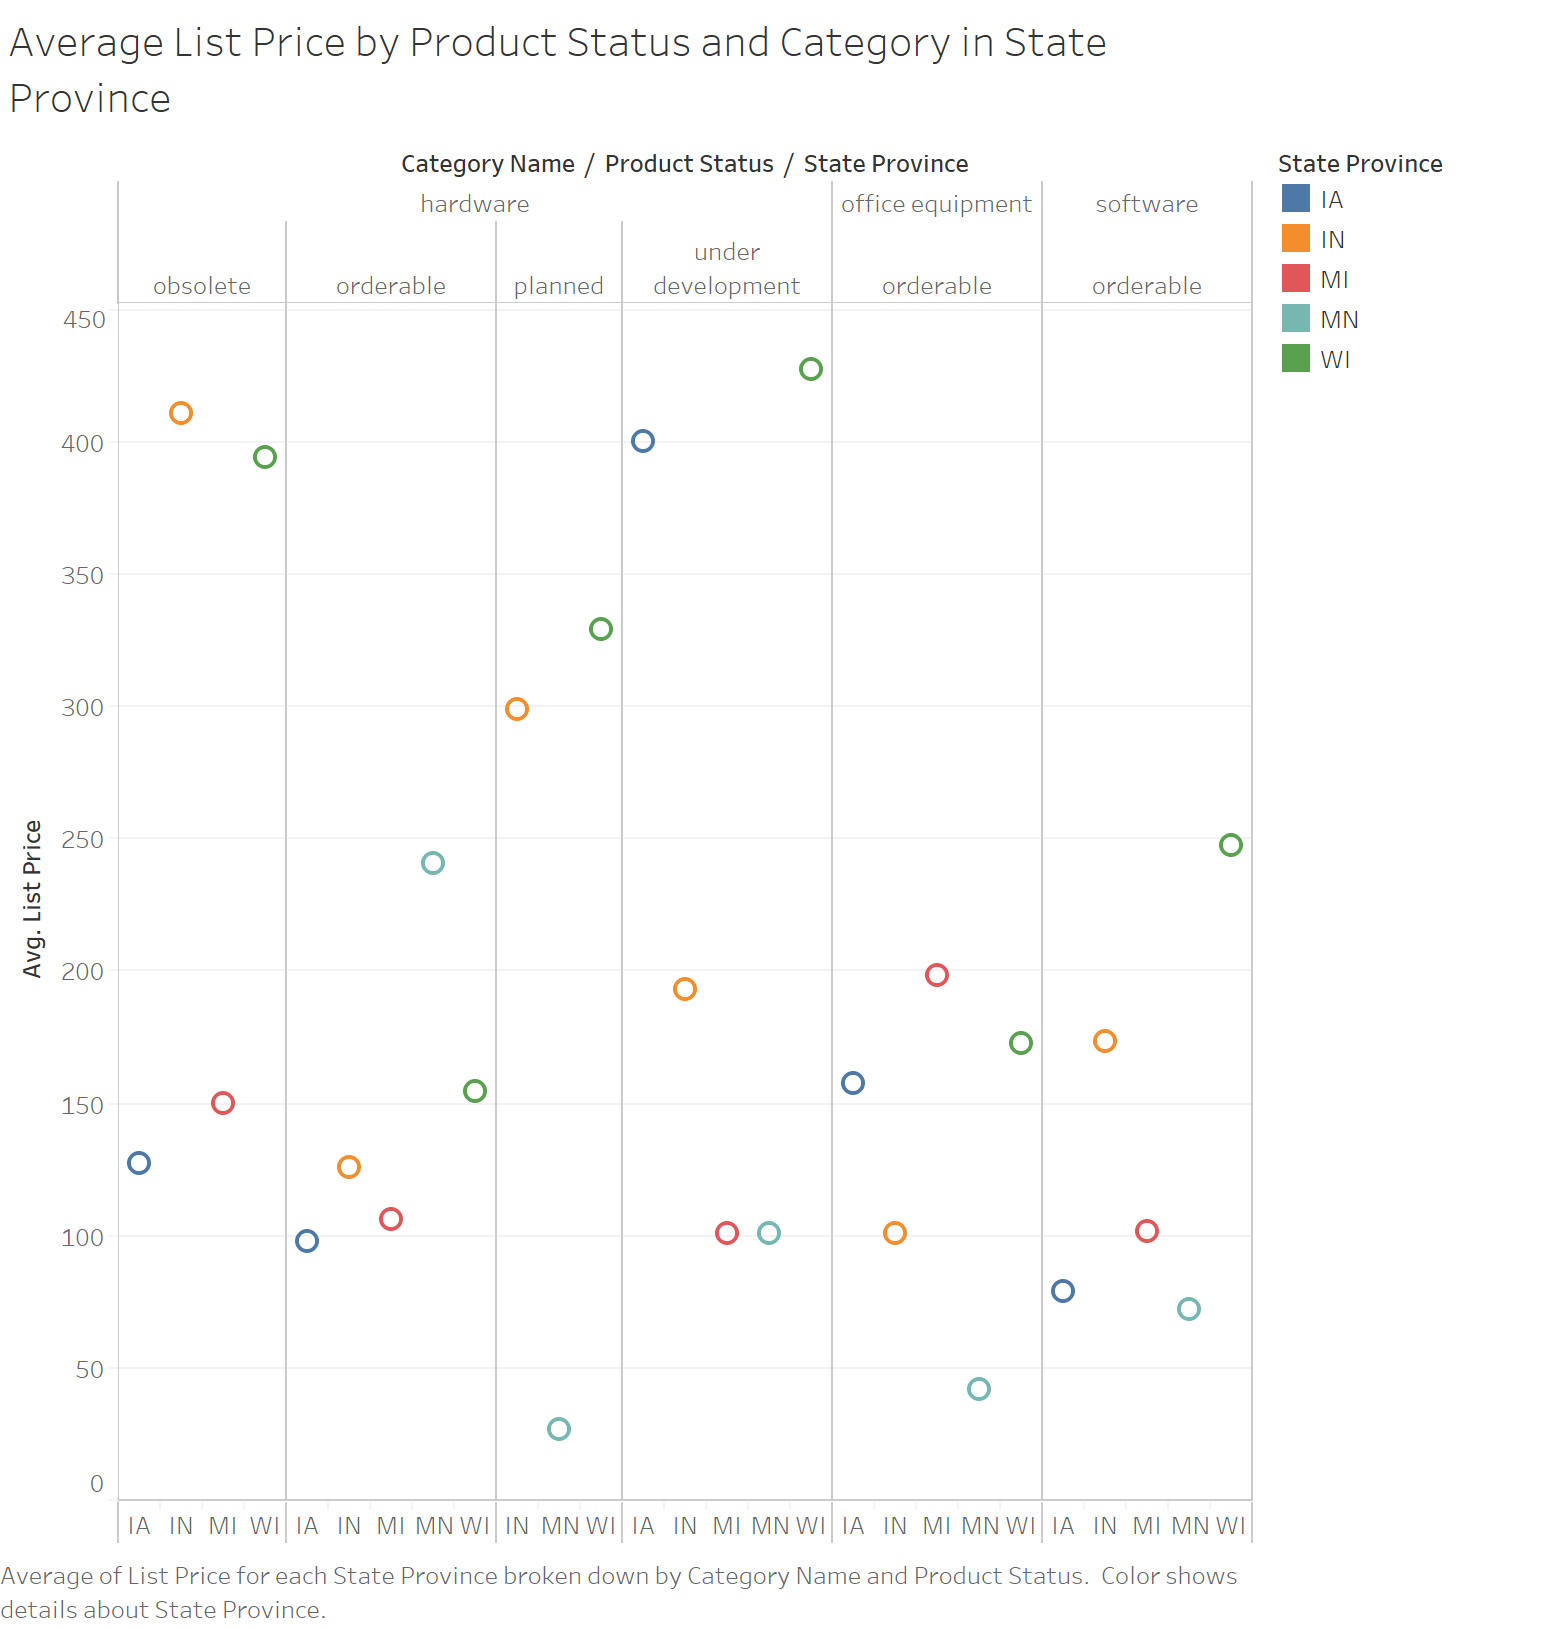 Average List Price by Product Status and Category in State
Province
Category Name / Product Status / State Province
hardware
office equipment
software
obsolete
orderable
planned
under
development
orderable
orderable
State Province
IA
IN
MI
MN
WI
Avg. List Price
450
400
350
300
250
200
150
100
50
0
IA IN MI WI IA IN MI MN WI IN MN WI IA IN MI MN WI IA IN MI MN WI IA IN MI MN WI
Average of List Price for each State Province broken down by Category Name and Product Status.  Color shows
details about State Province.